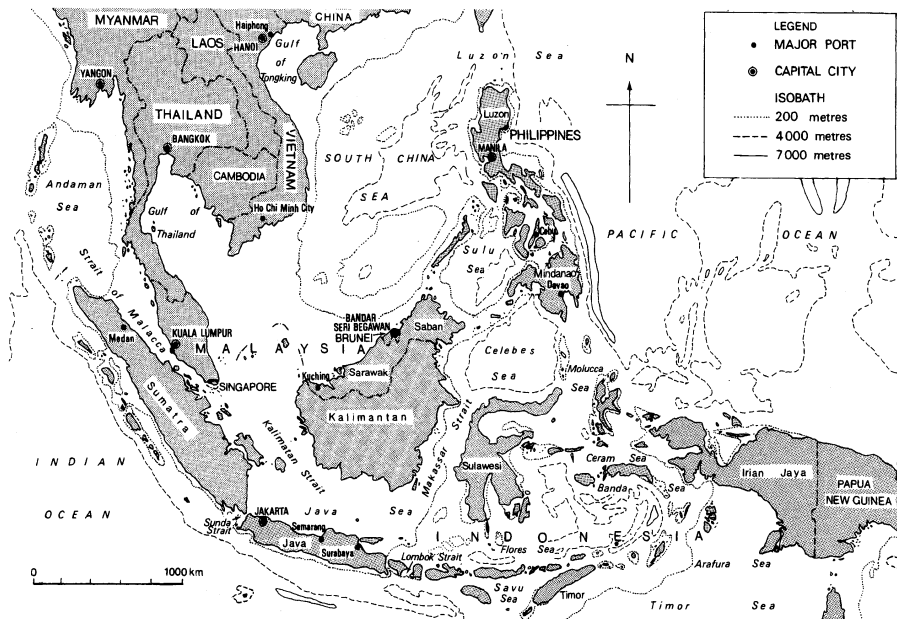 MYANMAR
LAOS
CHINA
Haiphong
HANOI
Gulf
of
Tongking
YANGON
THAILAND
BANGKOK
VIETNAM
CAMBODIA
Ho Chi Minh City
Andaman
Sea
Gulf of
Thailand
SOUTH CHINA
SEA
Luzon Sea
Luzon
PHILIPPINES
MANILA
Cebu
Sulu
Sea
Mindanao
Davao
PACIFIC OCEAN
N
LEGEND
MAJOR PORT
CAPITAL CITY
ISOBATH
200 metres
4000 metres
7000 metres
Strait of Malacca
Medan
KUALA LUMPUR
MALAYSIA
SINGAPORE
Sumatra
BANDAR
SERI BEGAWAN
BRUNEI
Saban
Kuching
Sarawak
Kalimantan
Kalimatan Strait
Celebes
Sea
Molucca
Sea
Makassar Strait
Sulawesi
Ceram Sea
Banda Sea
Irian Jaya
PAPUA
NEW GUINEA
INDIAN
OCEAN
Sunda
Strait
JAKARTA
Java Sea
Semarang
Java
Surabaya
INDONESIA
Lombok Strait
Flores Sea
Savu
Sea
Timor
Arafura Sea
Timor Sea
0 1000 km